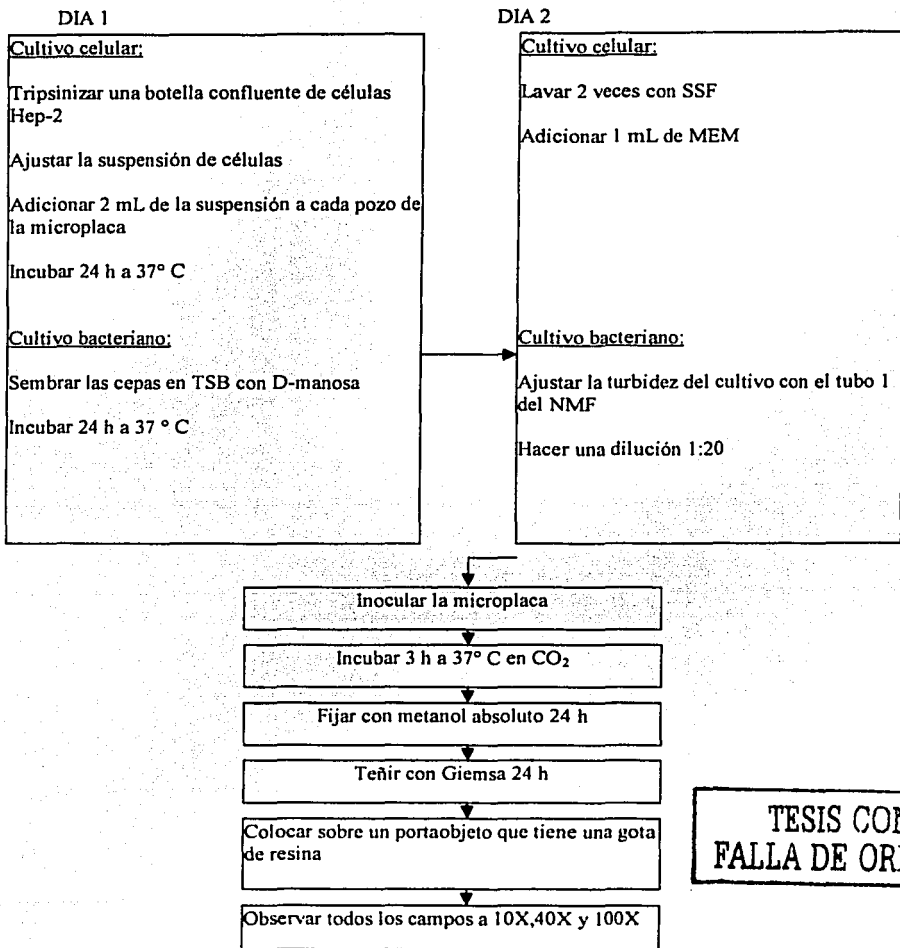 DIA 1
Cultivo celular:
Tripsinizar una botella confluente de células
Hep-2
Ajustar la suspensión de células
Adicionar 2 mL de la suspensión a cada pozo de
la microplaca
Incubar 24 h a 37° C
Cultivo bacteriano:
Sembrar las cepas en TSB con D-manosa
Incubar 24 h a 37 ° C
DIA 2
Cultivo celular:
Lavar 2 veces con SSF
Adicionar 1 mL de MEM
Cultivo bacteriano:
Ajustar la turbidez del cultivo con el tubo 1
del NMF
Hacer una dilución 1:20
Inocular la microplaca
Incubar 3 h a 37° C en CO₂
Fijar con metanol absoluto 24 h
Teñir con Giemsa 24 h
Colocar sobre un portaobjeto que tiene una gota
de resina
Observar todos los campos a 10X,40X y 100X
TESIS CON
FALLA DE